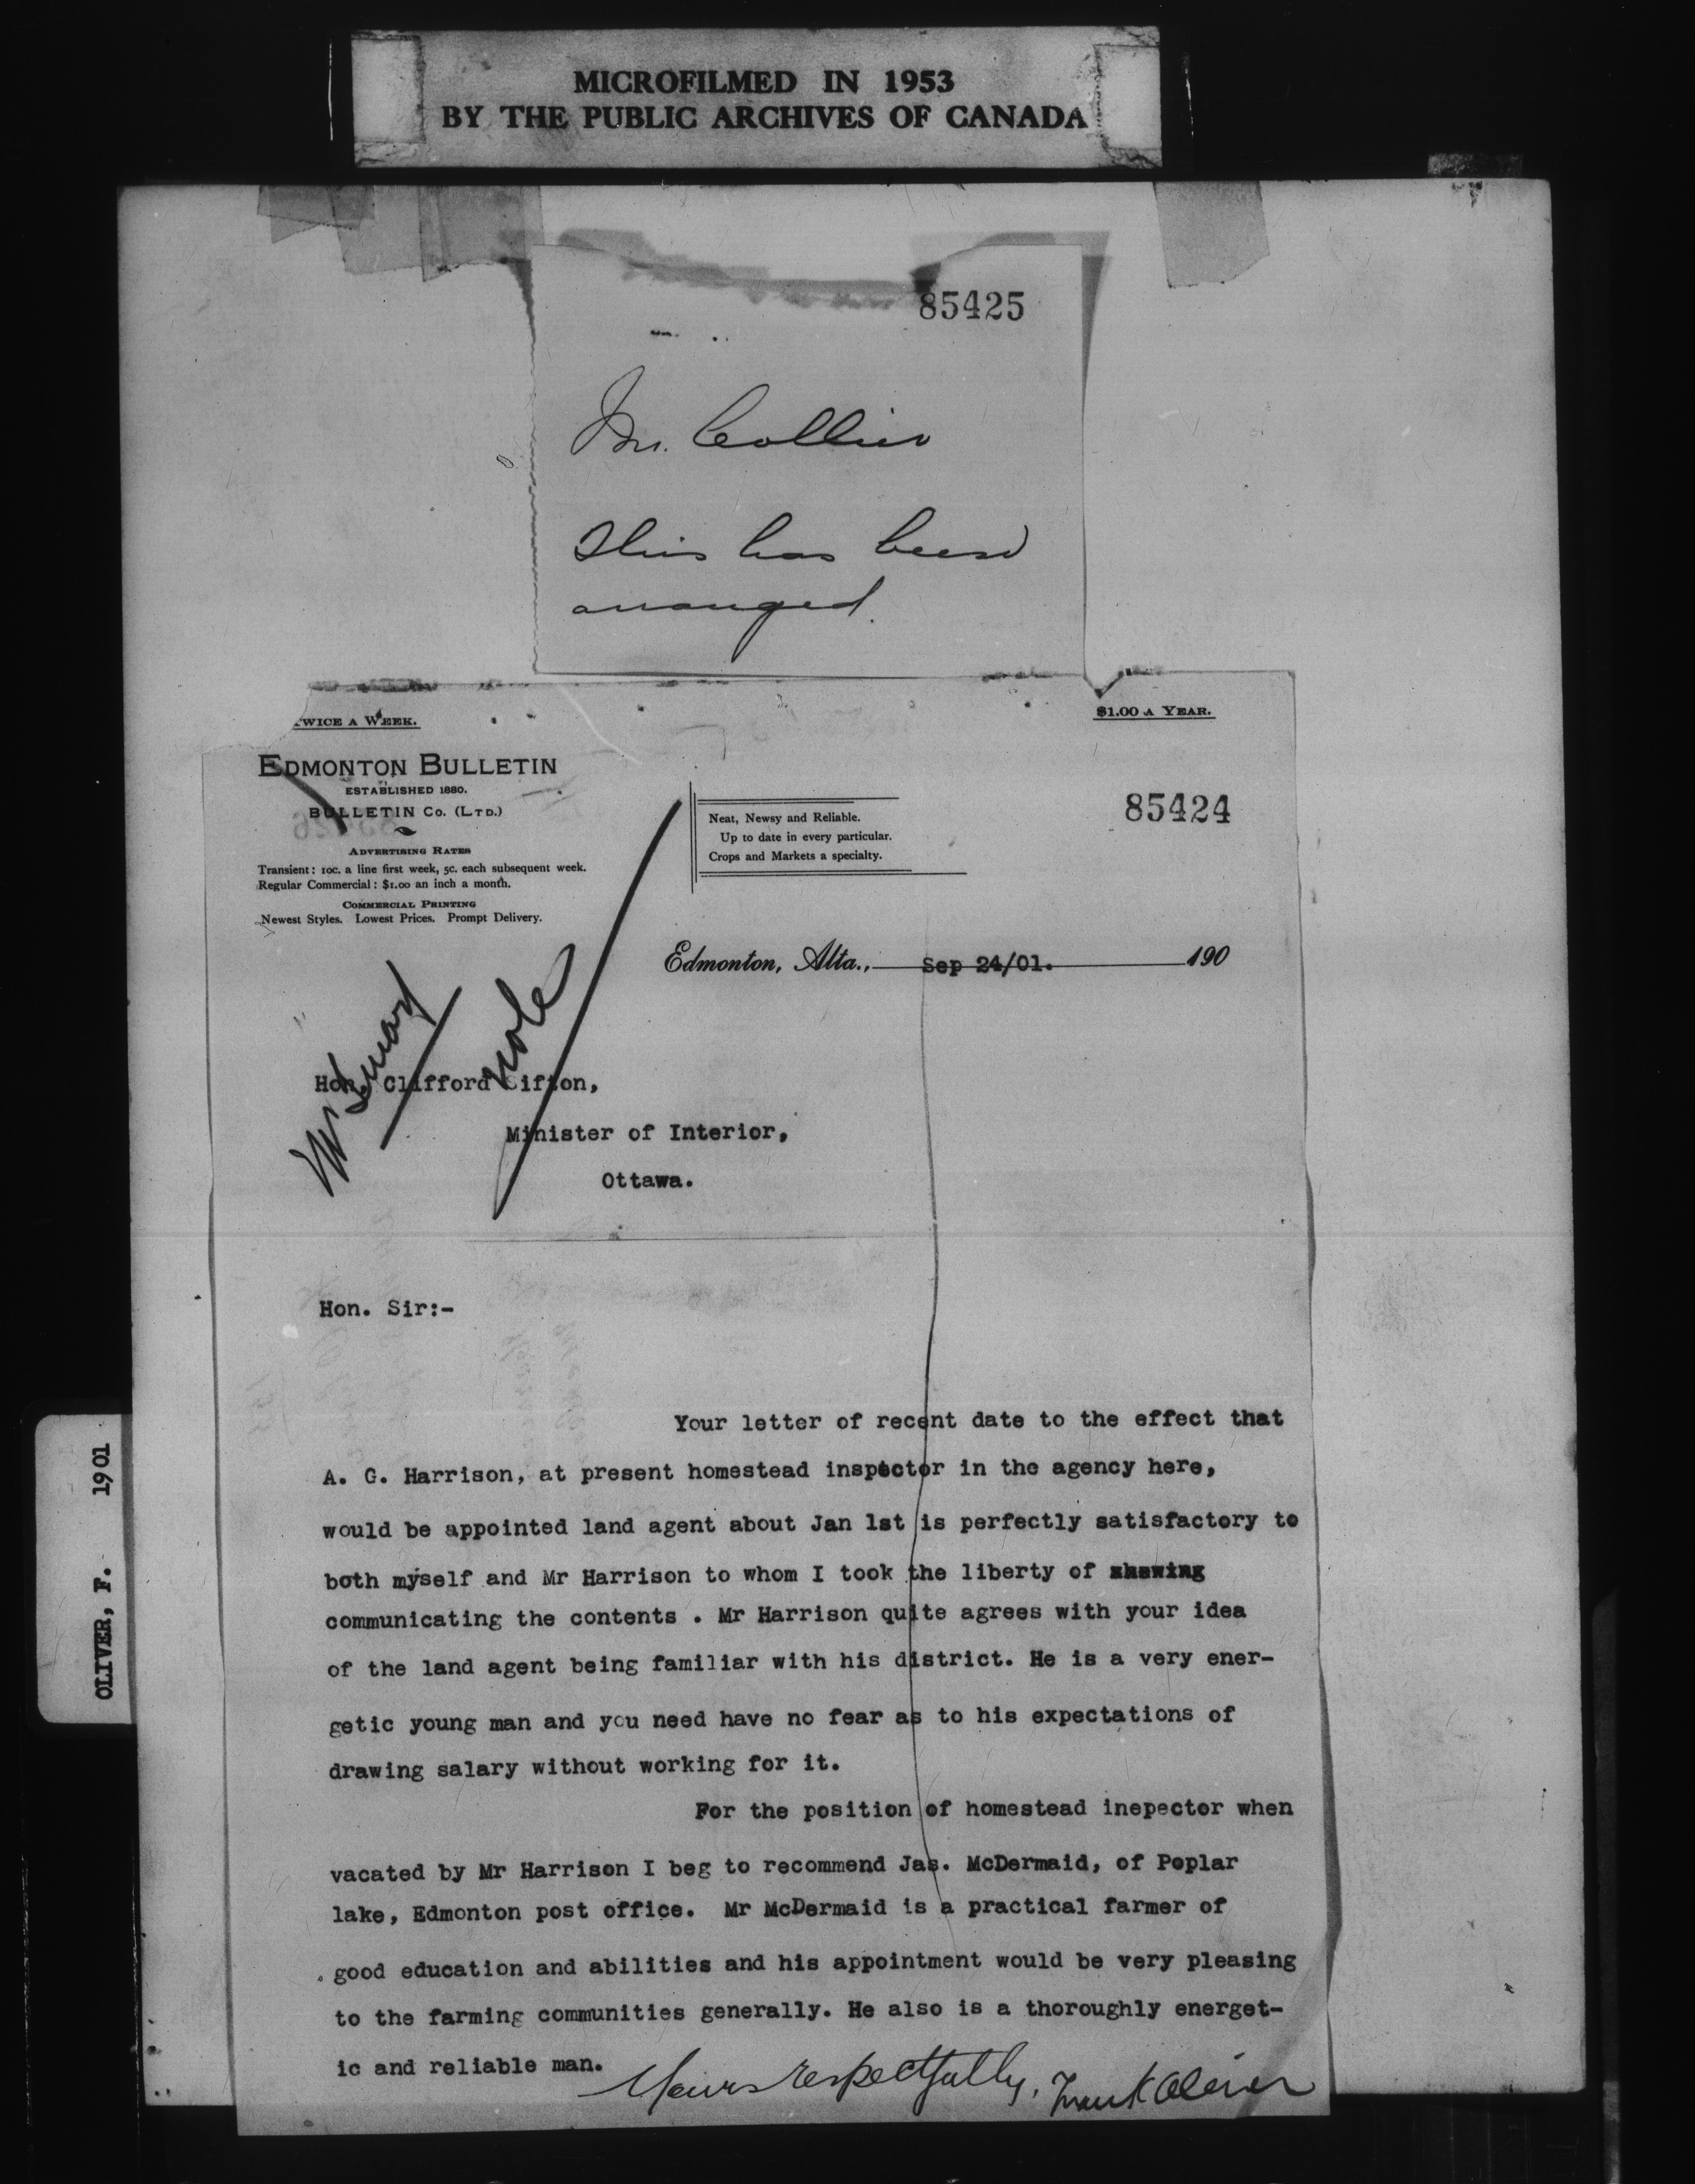 MICROFILMED IN 1953
BY THE PUBLIC ARCHIVES OF CANADA
85425
Mr. Collier
This has been
arranged.
TWICE A WEEK.
$1.00 A YEAR.
EDMONTON BULLETIN
ESTABLISHED 1880.
BULLETIN Co. (LTD.)
ADVERTISING RATES
Transient: 10c. a line first week, 5c. each subsequent week.
Regular Commercial: $1.00 an inch a month.
COMMERCIAL PRINTING
Newest Styles. Lowest Prices. Prompt Delivery.
Neat, Newsy and Reliable.
Up to date in every particular.
Crops and Markets a specialty.
85424
Edmonton, Alta., Sep 24/01. 190
note
Hon. Clifford Sifton,
Minister of Interior,
Ottawa.
Hon. Sir:-
Your letter of recent date to the effect that
A. G. Harrison, at present homestead inspector in the agency here,
would be appointed land agent about Jan 1st is perfectly satisfactory to
both myself and Mr Harrison to whom I took the liberty of
communicating the contents . Mr Harrison quite agrees with your idea
of the land agent being familiar with his district. He is a very ener-
getic young man and you need have no fear as to his expectations of
drawing salary without working for it.
For the position of homestead inepector when
vacated by Mr Harrison I beg to recommend Jas. McDermaid, of Poplar
lake, Edmonton post office. Mr McDermaid is a practical farmer of
good education and abilities and his appointment would be very pleasing
to the farming communities generally. He also is a thoroughly energet-
ic and reliable man.
Yours respectfully, Frank Oliver
OLIVER, F. 1901